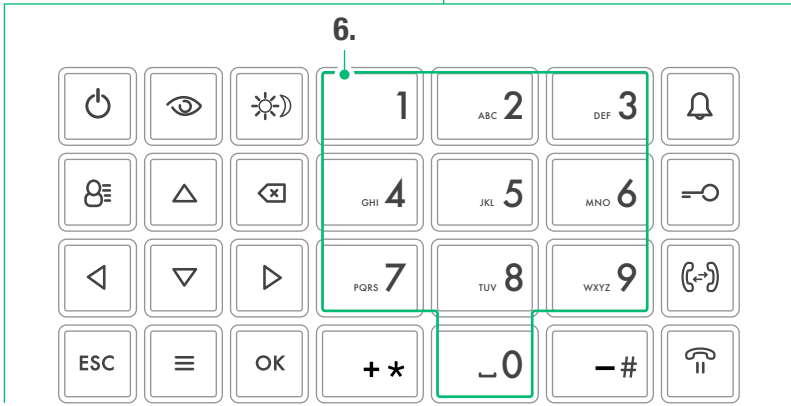 6.
1 ABC 2 DEF 3
GHI 4 JKL 5 MNO 6
PQRS 7 TUV 8 WXYZ 9
ESC OK +* ⎵0 –#